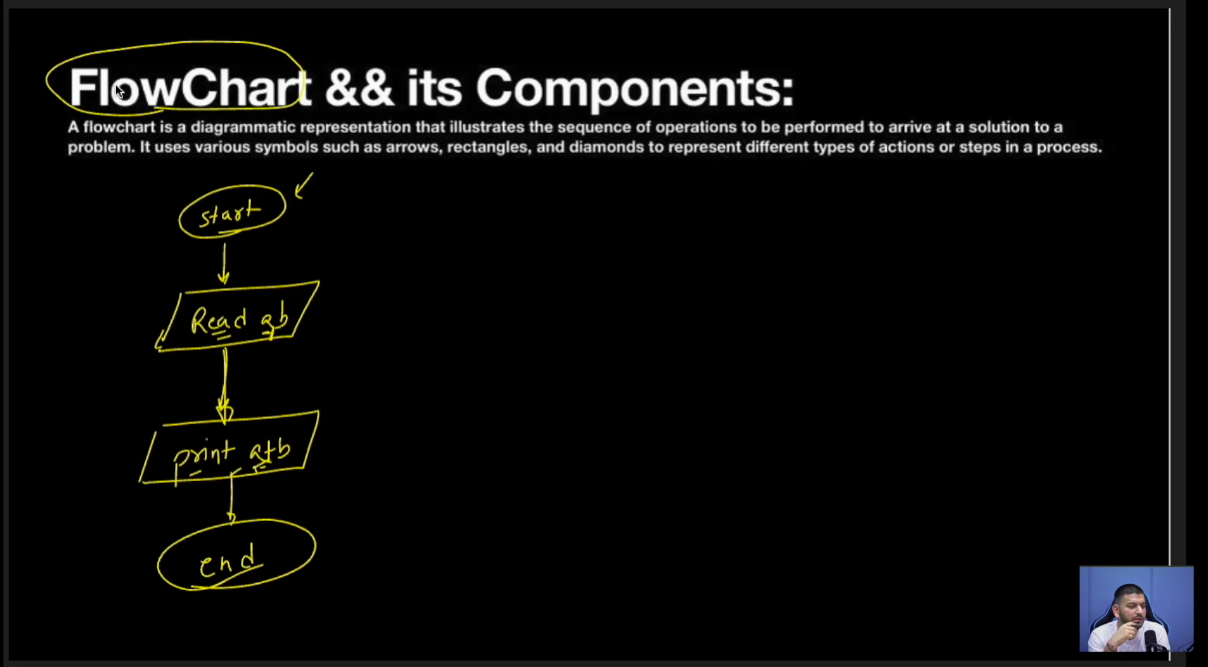 FlowChart && its Components:
A flowchart is a diagrammatic representation that illustrates the sequence of operations to be performed to arrive at a solution to a
problem. It uses various symbols such as arrows, rectangles, and diamonds to represent different types of actions or steps in a process.
start
Read a,b
print a+b
end